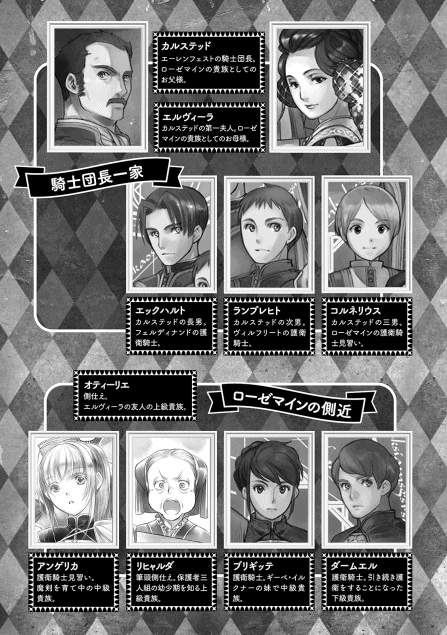 カルステッド
エーレンフェストの騎士団長。
ローゼマインの貴族としての
お父様。
エルヴィーラ
カルステッドの第一夫人。ローゼ
マインの貴族としてのお母様。
騎士団長一家
エックハルト
カルステッドの長男。
フェルディナンドの護
衛騎士。
ランプレヒト
カルステッドの次男。
ヴィルフリートの護衛
騎士。
コルネリウス
カルステッドの三男。
ローゼマインの護衛騎
士見習い。
オティーリエ
側仕え。
エルヴィーラの友人の上級貴族。
ローゼマインの側近
アンゲリカ
護衛騎士見習い。
魔剣を育て中の中級
貴族。
リヒャルダ
筆頭側仕え。保護者三
人組の幼少期を知る上
級貴族。
ブリギッテ
護衛騎士。ギーベ・イル
クナーの妹で中級貴
族。
ダームエル
護衛騎士。引き続き護
衛をすることになった
下級貴族。